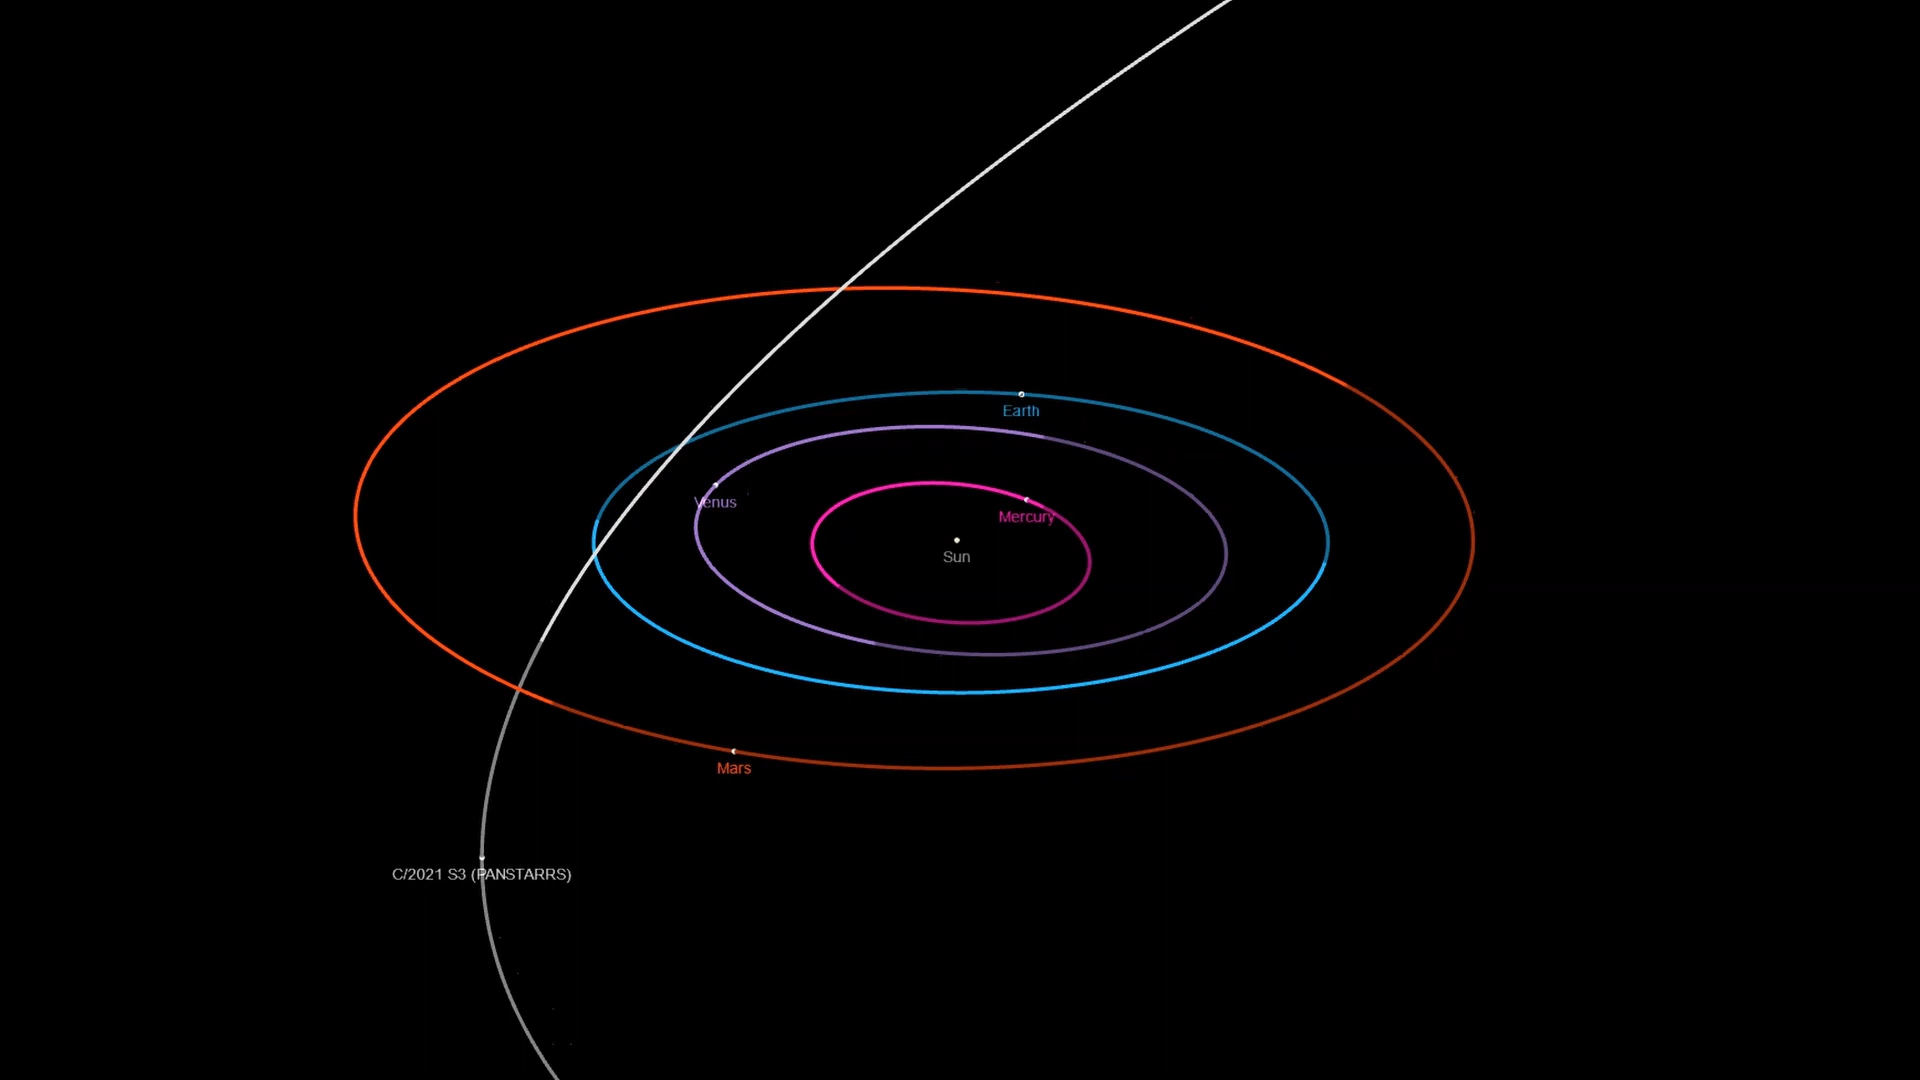 Earth
Venus
Mercury
Sun
Mars
C/2021 S3 (PANSTARRS)